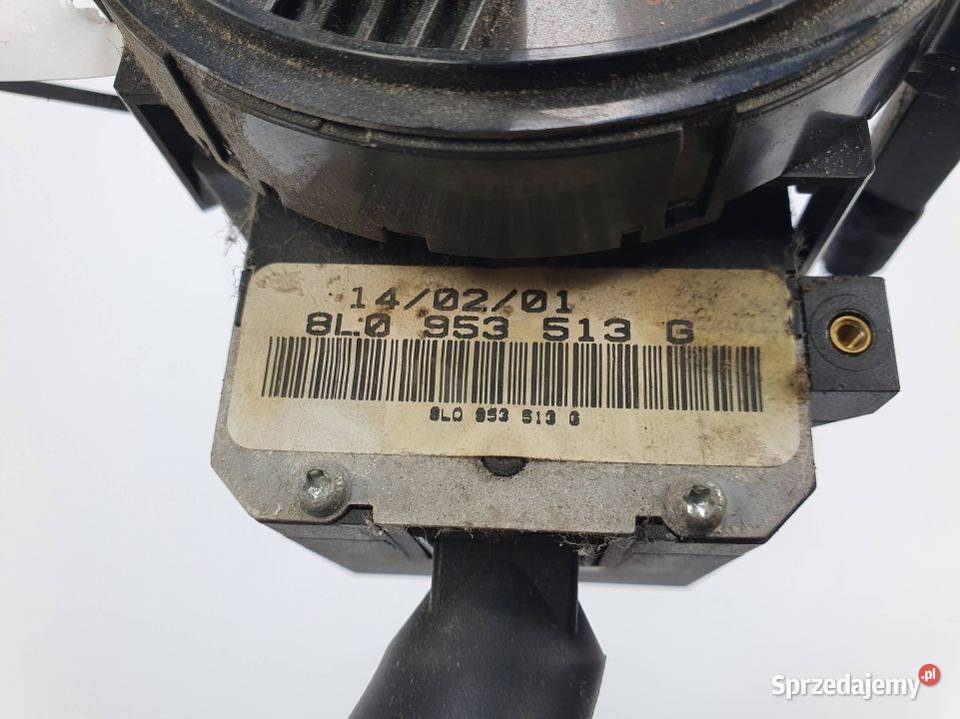 14/02/01
8L0 953 513 G
8L0 953 513 G
Sprzedajemy.pl